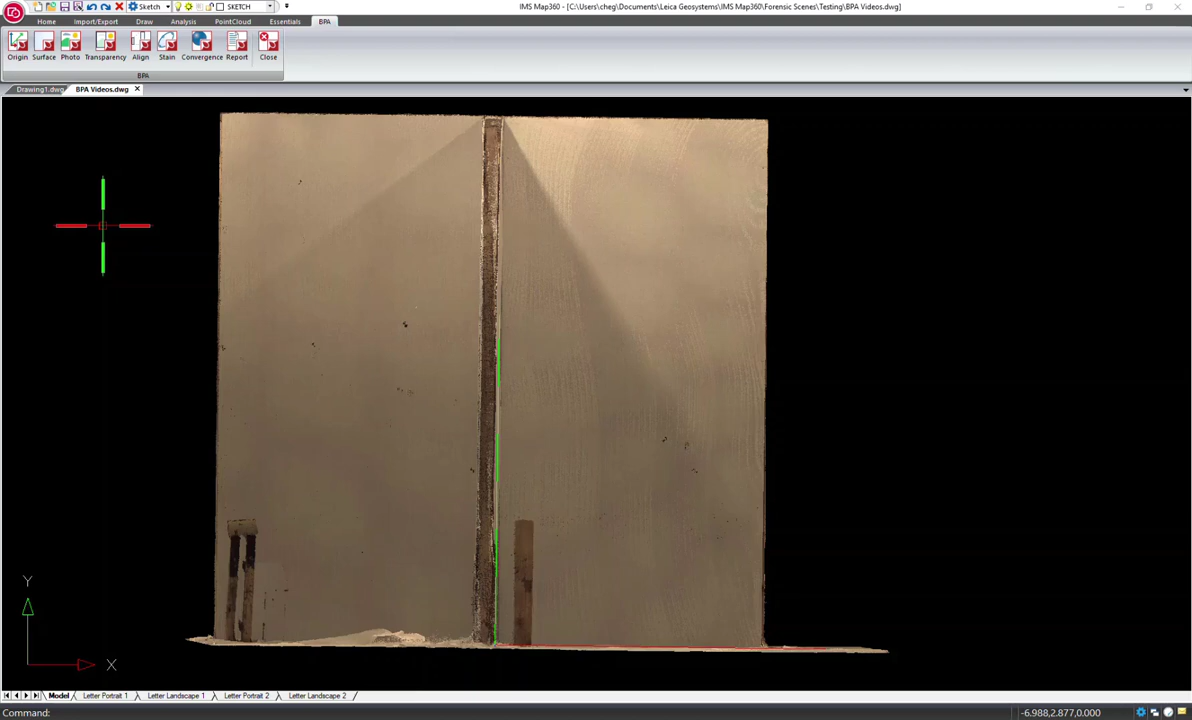 Sketch SKETCH IMS Map360 - [C:\Users\cheg\Documents\Leica Geosystems\IMS Map360\Forensic Scenes\Testing\BPA Videos.dwg]
Home Import/Export Draw Analysis PointCloud Essentials BPA
Origin Surface Photo Transparency Align Stain Convergence Report Close
BPA
Drawing1.dwg BPA Videos.dwg
Y
X
Model Letter Portrait 1 Letter Landscape 1 Letter Portrait 2 Letter Landscape 2
Command: -6.988,2.877,0.000